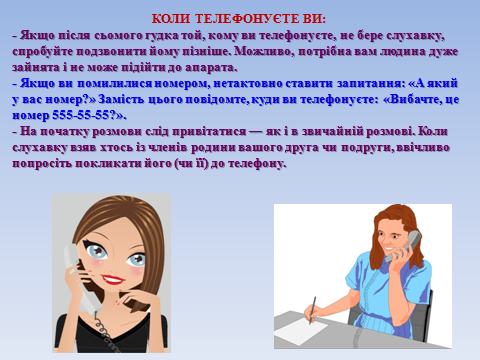 КОЛИ ТЕЛЕФОНУЄТЕ ВИ:
- Якщо після сьомого гудка той, кому ви телефонуєте, не бере слухавку,
спробуйте подзвонити йому пізніше. Можливо, потрібна вам людина дуже
зайнята і не може підійти до апарата.
- Якщо ви помилилися номером, нетактовно ставити запитання: «А який
у вас номер?» Замість цього повідомте, куди ви телефонуєте: «Вибачте, це
номер 555-55-55?».
- На початку розмови слід привітатися — як і в звичайній розмові. Коли
слухавку взяв хтось із членів родини вашого друга чи подруги, ввічливо
попросіть покликати його (чи її) до телефону.